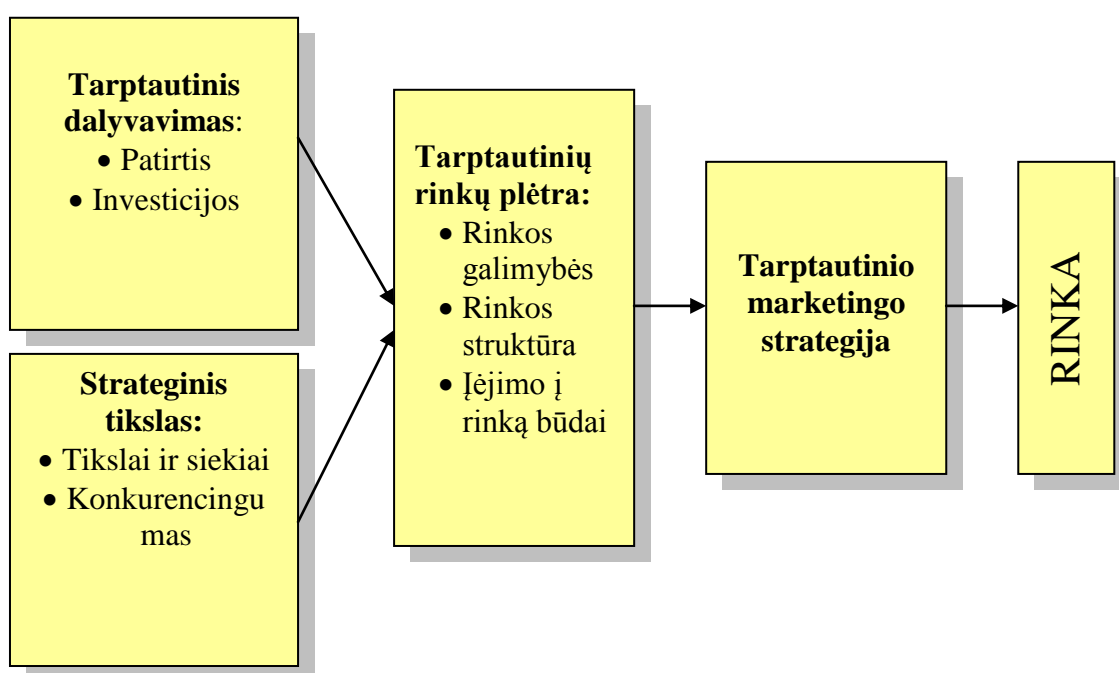 Tarptautinis
dalyvavimas:
• Patirtis
• Investicijos
Strateginis
tikslas:
• Tikslai ir siekiai
• Konkurencingu
mas
Tarptautinių
rinkų plėtra:
• Rinkos
galimybės
• Rinkos
struktūra
• Įėjimo į
rinką būdai
Tarptautinio
marketingo
strategija
RINKA